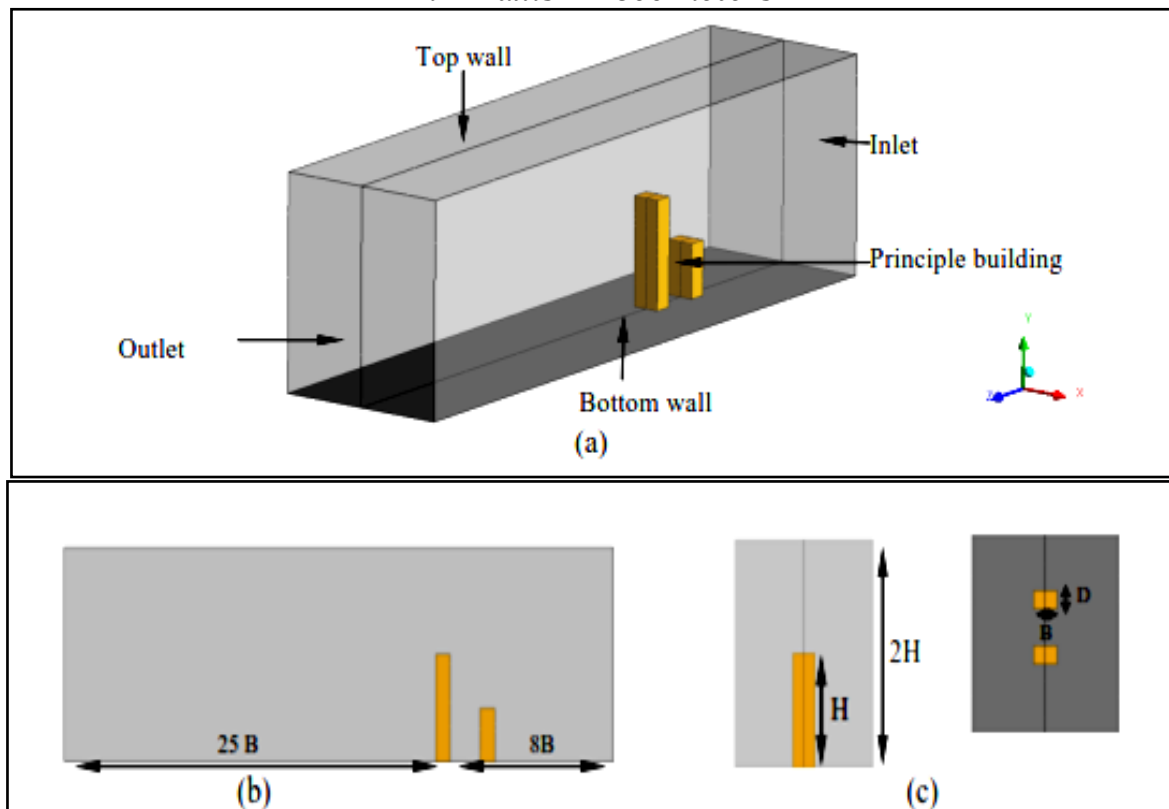 Top wall
Inlet
Principle building
Outlet
Bottom wall
Y
X
Z
(a)
25 B
8B
(b)
2H
H
D
B
(c)